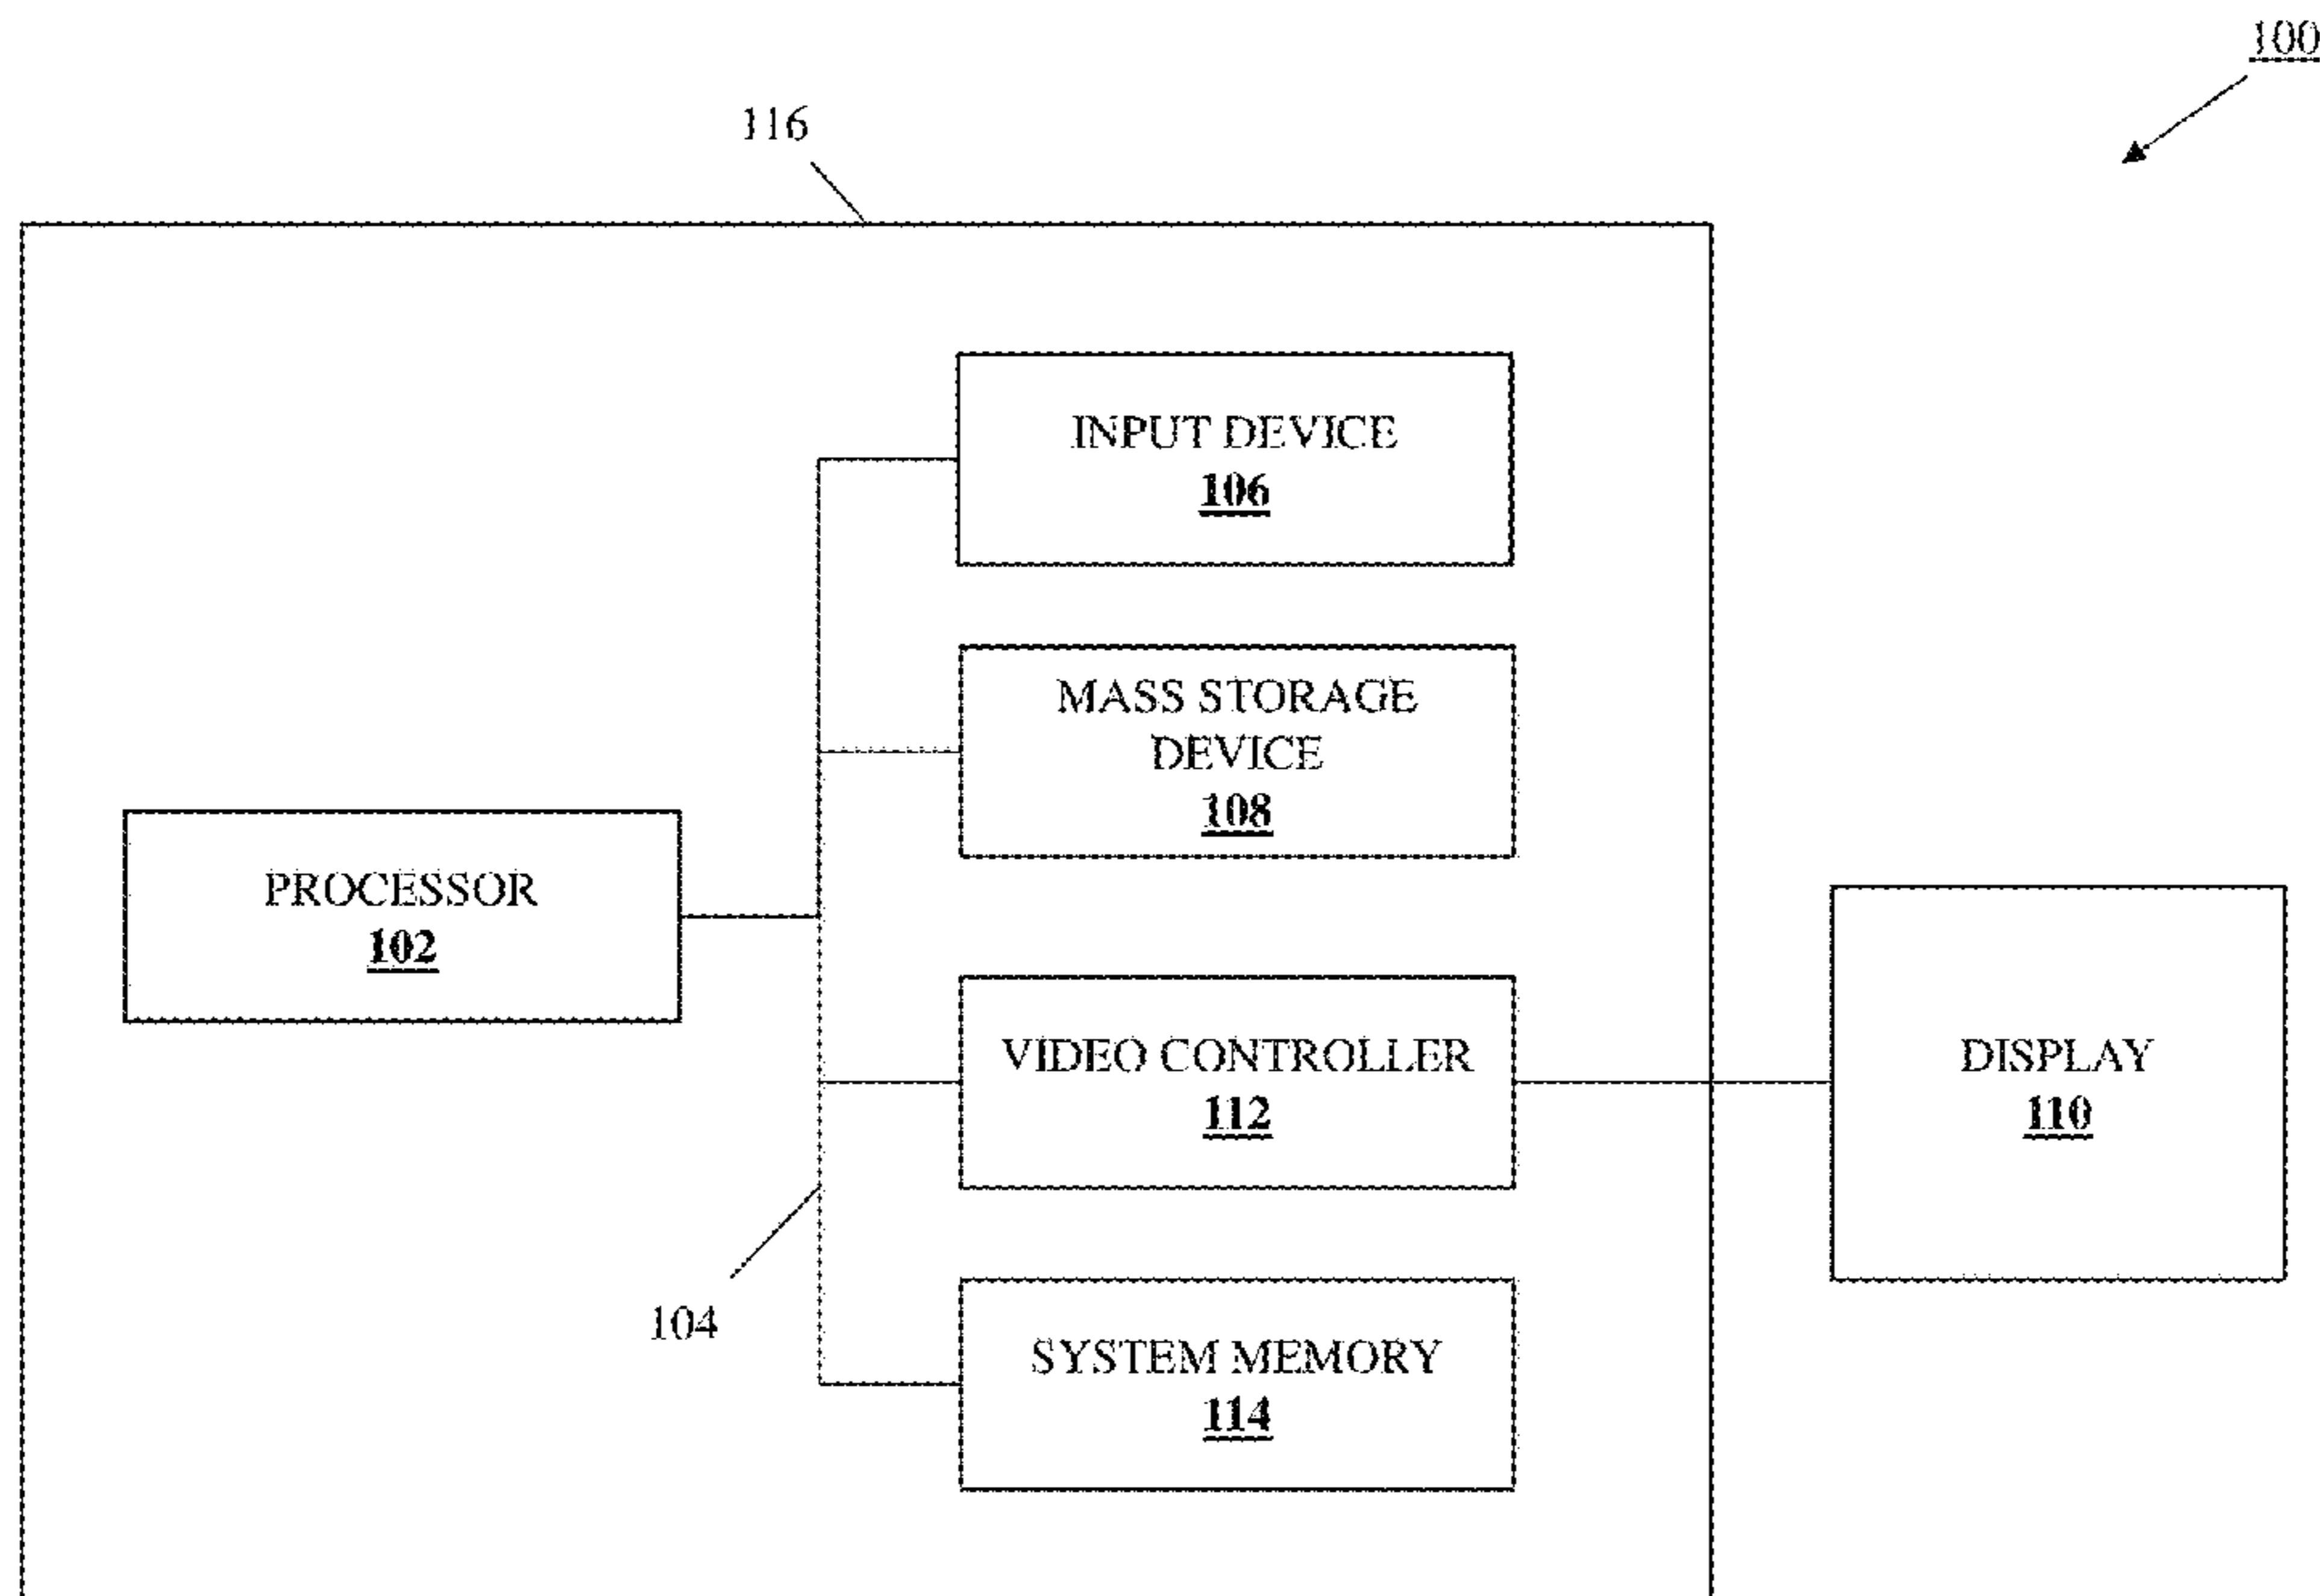 100
116
INPUT DEVICE
106
MASS STORAGE
DEVICE
108
PROCESSOR
102
VIDEO CONTROLLER
112
DISPLAY
110
104
SYSTEM MEMORY
114